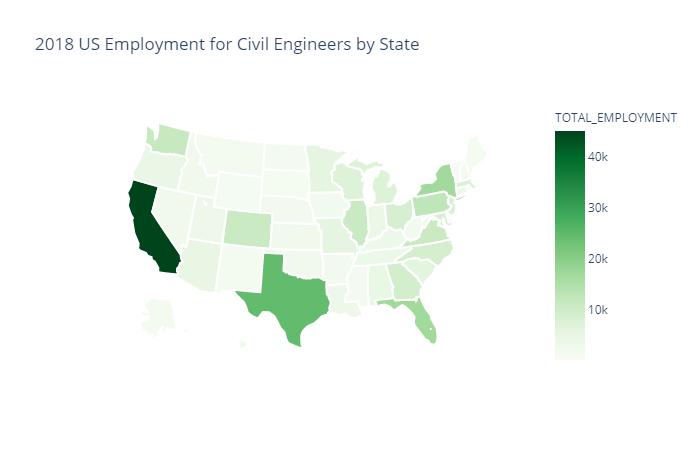 2018 US Employment for Civil Engineers by State
TOTAL_EMPLOYMENT
40k
30k
20k
10k